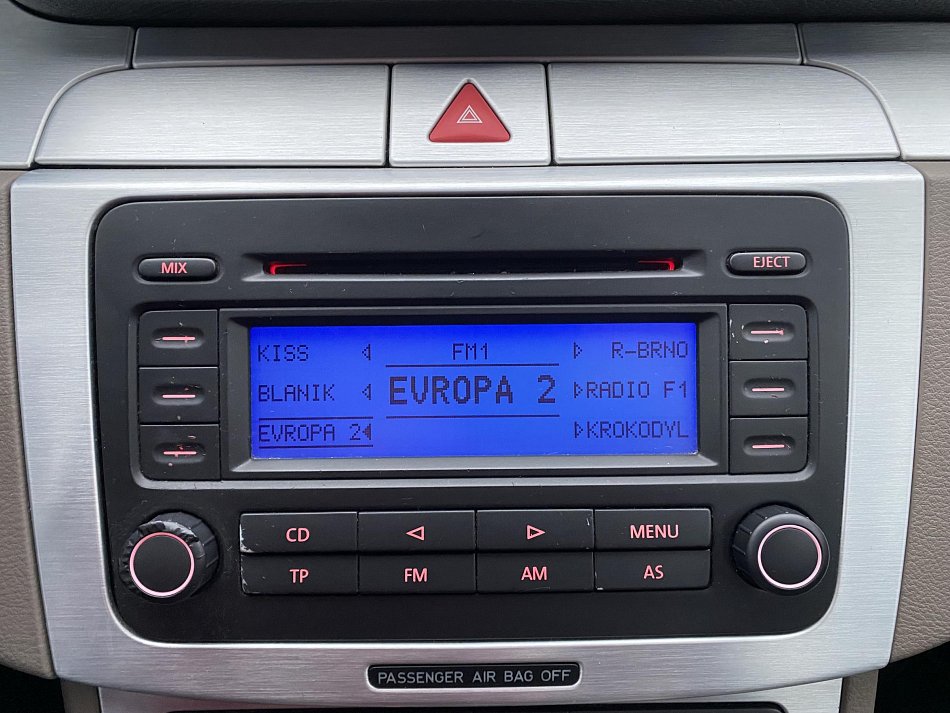 MIX
EJECT
KISS FM1 R-BRNO
BLANIK EVROPA 2 RADIO F1
EVROPA 2 KROKODYL
CD MENU
TP FM AM AS
PASSENGER AIR BAG OFF